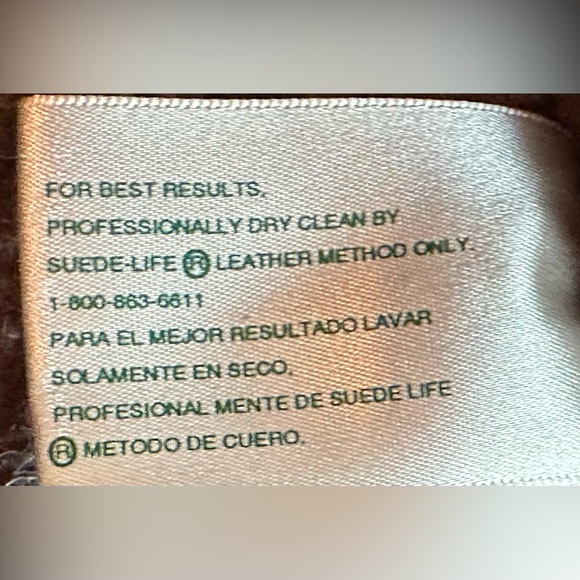 FOR BEST RESULTS,
PROFESSIONALLY DRY CLEAN BY
SUEDE-LIFE ® LEATHER METHOD ONLY.
1-800-863-6611
PARA EL MEJOR RESULTADO LAVAR
SOLAMENTE EN SECO.
PROFESIONAL MENTE DE SUEDE LIFE
® METODO DE CUERO.